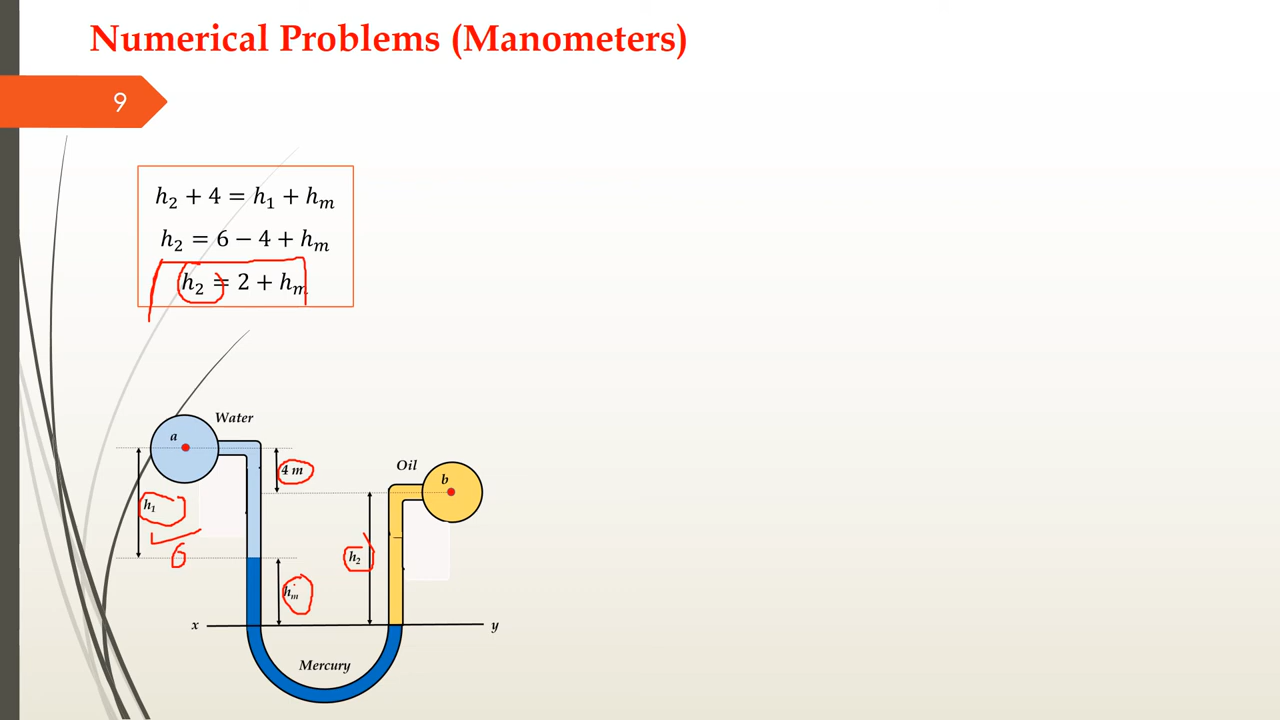 Numerical Problems (Manometers)
9
h₂ + 4 = h₁ + hₘ
h₂ = 6 − 4 + hₘ
h₂ = 2 + hₘ
Water
a
4 m
Oil
b
h₁
6
h₂
hₘ
x
y
Mercury